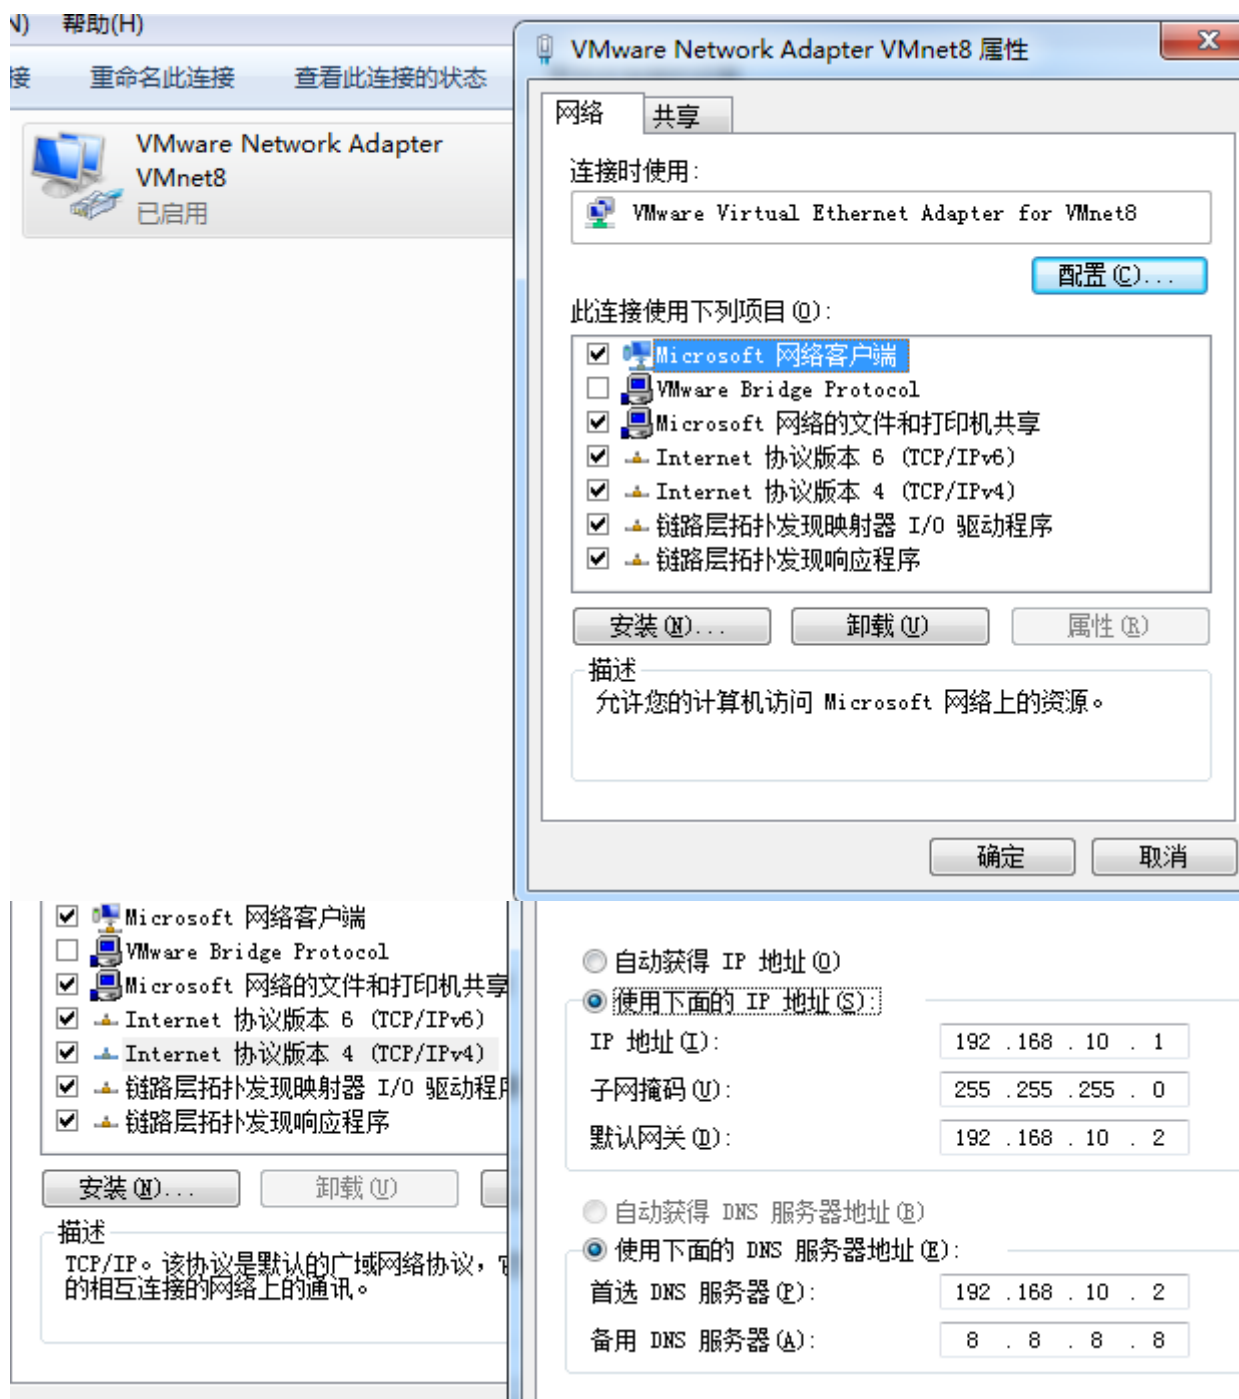 N) 帮助(H)
接 重命名此连接 查看此连接的状态
VMware Network Adapter
VMnet8
已启用
VMware Network Adapter VMnet8 属性
网络 共享
连接时使用:
VMware Virtual Ethernet Adapter for VMnet8
配置(C)...
此连接使用下列项目(O):
Microsoft 网络客户端
VMware Bridge Protocol
Microsoft 网络的文件和打印机共享
Internet 协议版本 6 (TCP/IPv6)
Internet 协议版本 4 (TCP/IPv4)
链路层拓扑发现映射器 I/O 驱动程序
链路层拓扑发现响应程序
安装(N)... 卸载(U) 属性(R)
描述
允许您的计算机访问 Microsoft 网络上的资源。
确定 取消
Microsoft 网络客户端
VMware Bridge Protocol
Microsoft 网络的文件和打印机共享
Internet 协议版本 6 (TCP/IPv6)
Internet 协议版本 4 (TCP/IPv4)
链路层拓扑发现映射器 I/O 驱动程
链路层拓扑发现响应程序
安装(N)... 卸载(U)
描述
TCP/IP。该协议是默认的广域网络协议，
的相互连接的网络上的通讯。
自动获得 IP 地址(O)
使用下面的 IP 地址(S):
IP 地址(I): 192 .168 . 10 . 1
子网掩码(U): 255 .255 .255 . 0
默认网关(D): 192 .168 . 10 . 2
自动获得 DNS 服务器地址(B)
使用下面的 DNS 服务器地址(E):
首选 DNS 服务器(P): 192 .168 . 10 . 2
备用 DNS 服务器(A): 8 . 8 . 8 . 8